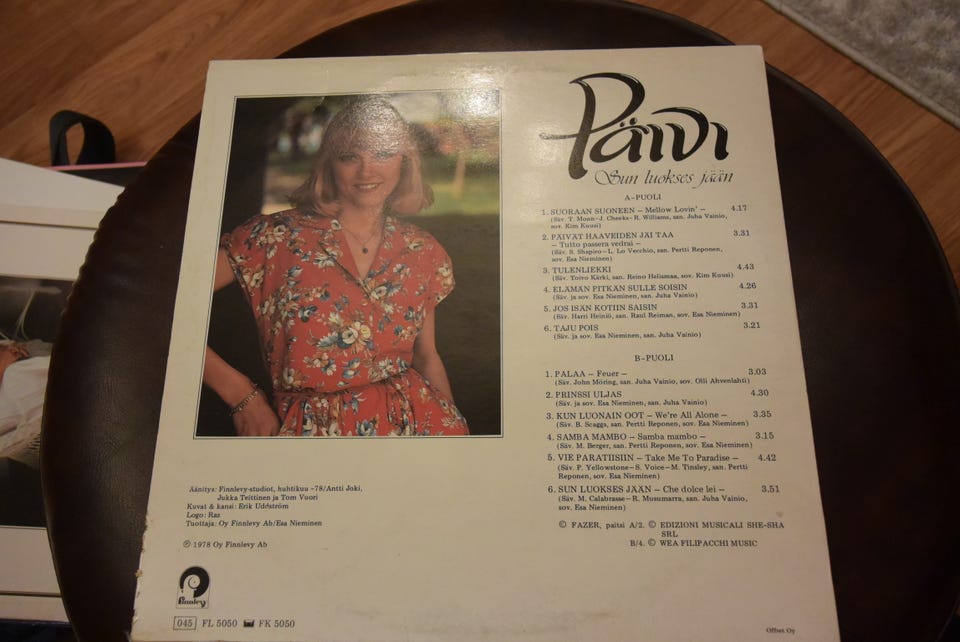 Päivi
Sun luokses jään
A-PUOLI
1. SUORAAN SUONEEN – Mellow Lovin' – 4.17
(Säv. T. Monn-J. Cheeks-R. Williams, san. Juha Vainio,
sov. Kim Kuusi)
2. PÄIVÄT HAAVEIDEN JÄI TAA 3.31
– Tutto passera vedrai –
(Säv. S. Shapiro-L. Lo Vecchio, san. Pertti Reponen,
sov. Esa Nieminen)
3. TULENLIEKKI 4.43
(Säv. Toivo Kärki, san. Reino Helismaa, sov. Kim Kuusi)
4. ELÄMÄN PITKÄN SULLE SOISIN 4.26
(Säv. ja sov. Esa Nieminen, san. Juha Vainio)
5. JOS ISÄN KOTIIN SAISIN 3.31
(Säv. Harri Heiniö, san. Raul Reiman, sov. Esa Nieminen)
6. TAJU POIS 3.21
(Säv. ja sov. Esa Nieminen, san. Juha Vainio)
B-PUOLI
1. PALAA – Feuer – 3.03
(Säv. John Möring, san. Juha Vainio, sov. Olli Ahvenlahti)
2. PRINSSI ULJAS 4.30
(Säv. ja sov. Esa Nieminen, san. Juha Vainio)
3. KUN LUONAIN OOT – We're All Alone – 3.35
(Säv. B. Scaggs, san. Pertti Reponen, sov. Esa Nieminen)
4. SAMBA MAMBO – Samba mambo – 3.15
(Säv. M. Berger, san. Pertti Reponen, sov. Esa Nieminen)
5. VIE PARATIISIIN – Take Me To Paradise – 4.42
(Säv. P. Yellowstone-S. Voice-M. Tinsley, san. Pertti
Reponen, sov. Esa Nieminen)
6. SUN LUOKSES JÄÄN – Che dolce lei – 3.51
(Säv. M. Calabrasse-R. Musumarra, san. Juha Vainio,
sov. Esa Nieminen)
© FAZER, paitsi A/2. © EDIZIONI MUSICALI SHE-SHA
SRL
B/4. © WEA FILIPACCHI MUSIC
Äänitys: Finnlevy-studiot, huhtikuu -78/Antti Joki,
Jukka Teittinen ja Tom Vuori
Kuvat & kansi: Erik Udéström
Logo: Ras
Tuottaja: Oy Finnlevy Ab/Esa Nieminen
℗ 1978 Oy Finnlevy Ab
finnlevy
045 FL 5050 FK 5050
Offset Oy